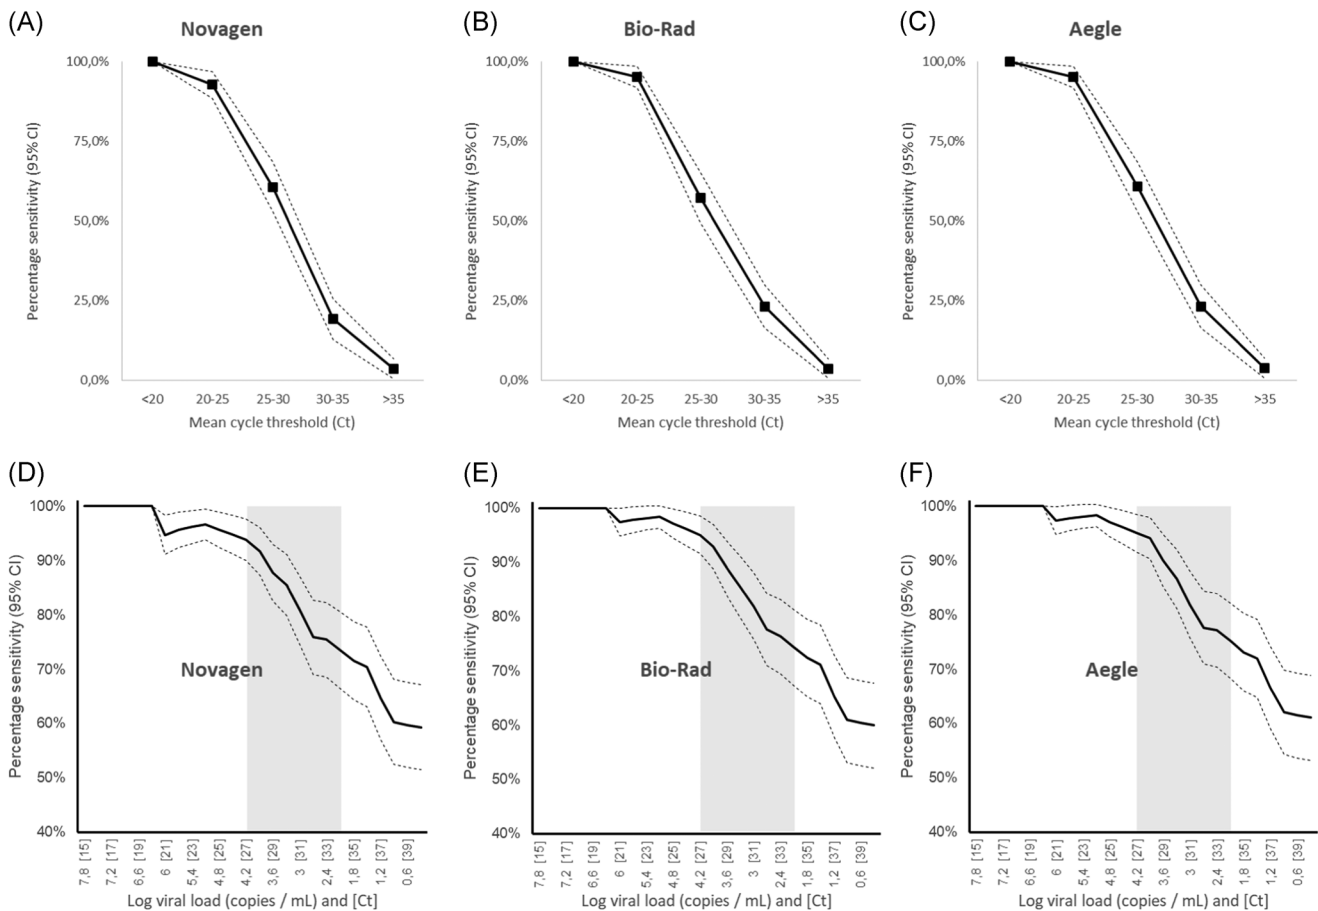 (A)
Novagen
Percentage sensitivity (95% CI)
100,0%
75,0%
50,0%
25,0%
0,0%
<20 20-25 25-30 30-35 >35
Mean cycle threshold (Ct)
(B)
Bio-Rad
Percentage sensitivity (95% CI)
100,0%
75,0%
50,0%
25,0%
0,0%
<20 20-25 25-30 30-35 >35
Mean cycle threshold (Ct)
(C)
Aegle
Percentage sensitivity (95% CI)
100,0%
75,0%
50,0%
25,0%
0,0%
<20 20-25 25-30 30-35 >35
Mean cycle threshold (Ct)
(D)
Percentage sensitivity (95% CI)
100%
90%
80%
70%
60%
50%
40%
Novagen
7,8 [15]
7,2 [17]
6,6 [19]
6 [21]
5,4 [23]
4,8 [25]
4,2 [27]
3,6 [29]
3 [31]
2,4 [33]
1,8 [35]
1,2 [37]
0,6 [39]
Log viral load (copies / mL) and [Ct]
(E)
Percentage sensitivity (95% CI)
100%
90%
80%
70%
60%
50%
40%
Bio-Rad
7,8 [15]
7,2 [17]
6,6 [19]
6 [21]
5,4 [23]
4,8 [25]
4,2 [27]
3,6 [29]
3 [31]
2,4 [33]
1,8 [35]
1,2 [37]
0,6 [39]
Log viral load (copies / mL) and [Ct]
(F)
Percentage sensitivity (95% CI)
100%
90%
80%
70%
60%
50%
40%
Aegle
7,8 [15]
7,2 [17]
6,6 [19]
6 [21]
5,4 [23]
4,8 [25]
4,2 [27]
3,6 [29]
3 [31]
2,4 [33]
1,8 [35]
1,2 [37]
0,6 [39]
Log viral load (copies / mL) and [Ct]